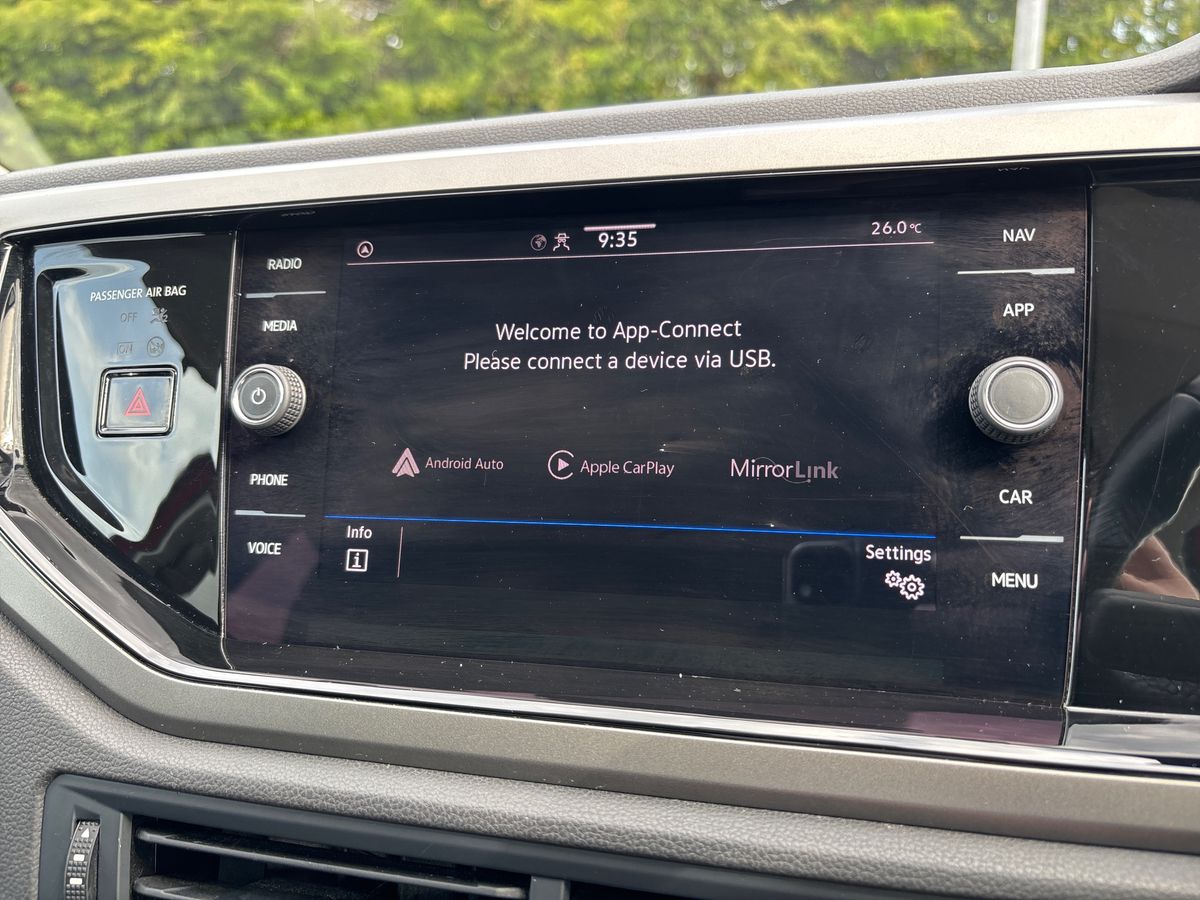 PASSENGER AIR BAG
OFF
ON
RADIO
MEDIA
PHONE
VOICE
9:35
26.0°C
Welcome to App-Connect
Please connect a device via USB.
Android Auto
Apple CarPlay
MirrorLink
Info
i
Settings
NAV
APP
CAR
MENU